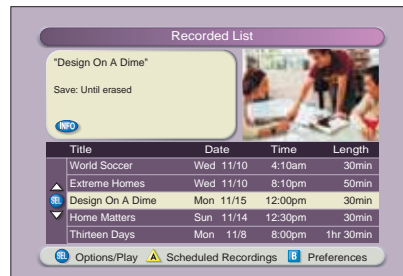 Recorded List
"Design On A Dime"
Save: Until erased
INFO
Title Date Time Length
World Soccer Wed 11/10 4:10am 30min
Extreme Homes Wed 11/10 8:10pm 50min
SEL Design On A Dime Mon 11/15 12:00pm 30min
Home Matters Sun 11/14 12:30pm 30min
Thirteen Days Mon 11/8 8:00pm 1hr 30min
SEL Options/Play A Scheduled Recordings B Preferences